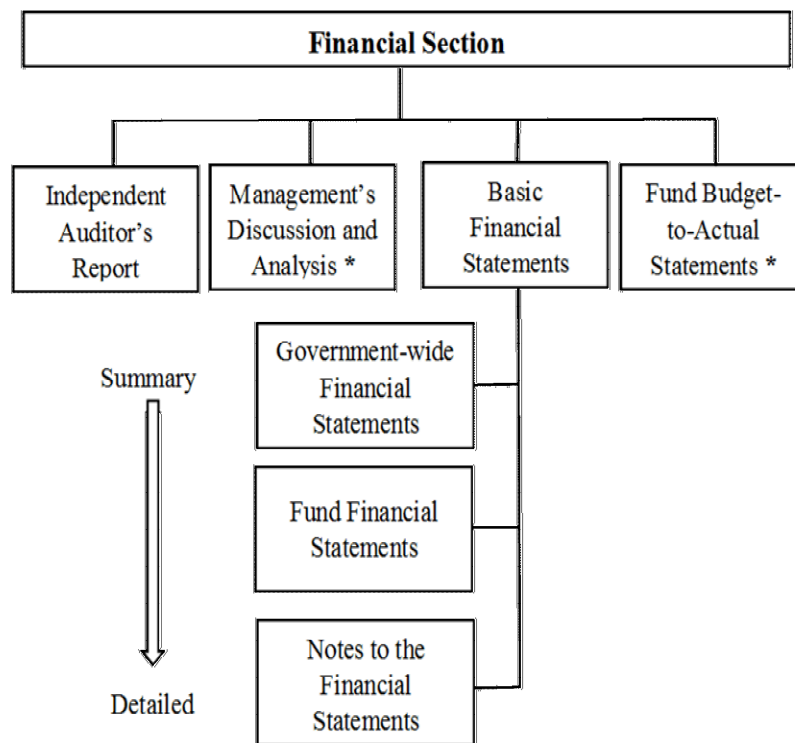 Financial Section
Independent
Auditor's
Report
Management's
Discussion and
Analysis *
Basic
Financial
Statements
Fund Budget-
to-Actual
Statements *
Summary
Government-wide
Financial
Statements
Fund Financial
Statements
Notes to the
Financial
Statements
Detailed